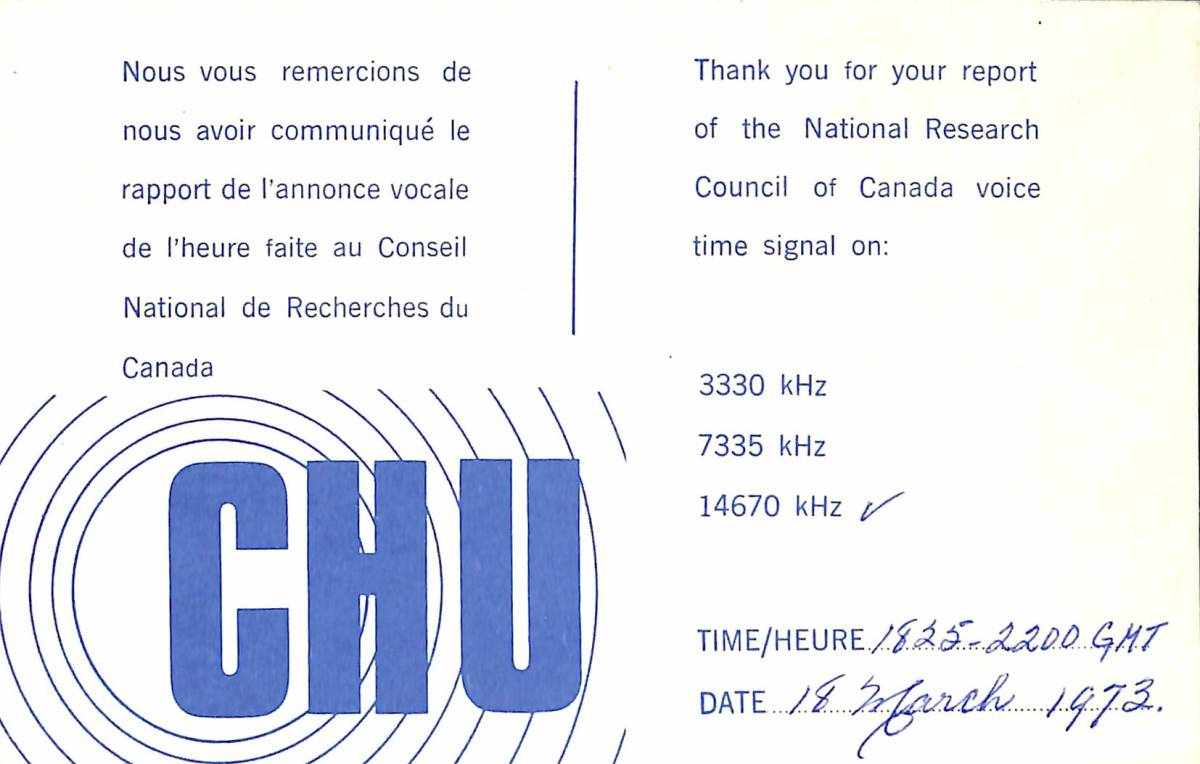 Nous vous remercions de
nous avoir communiqué le
rapport de l'annonce vocale
de l'heure faite au Conseil
National de Recherches du
Canada
CHU
Thank you for your report
of the National Research
Council of Canada voice
time signal on:
3330 kHz
7335 kHz
14670 kHz ✓
TIME/HEURE 1825-2200 GMT
DATE 18 March 1973.